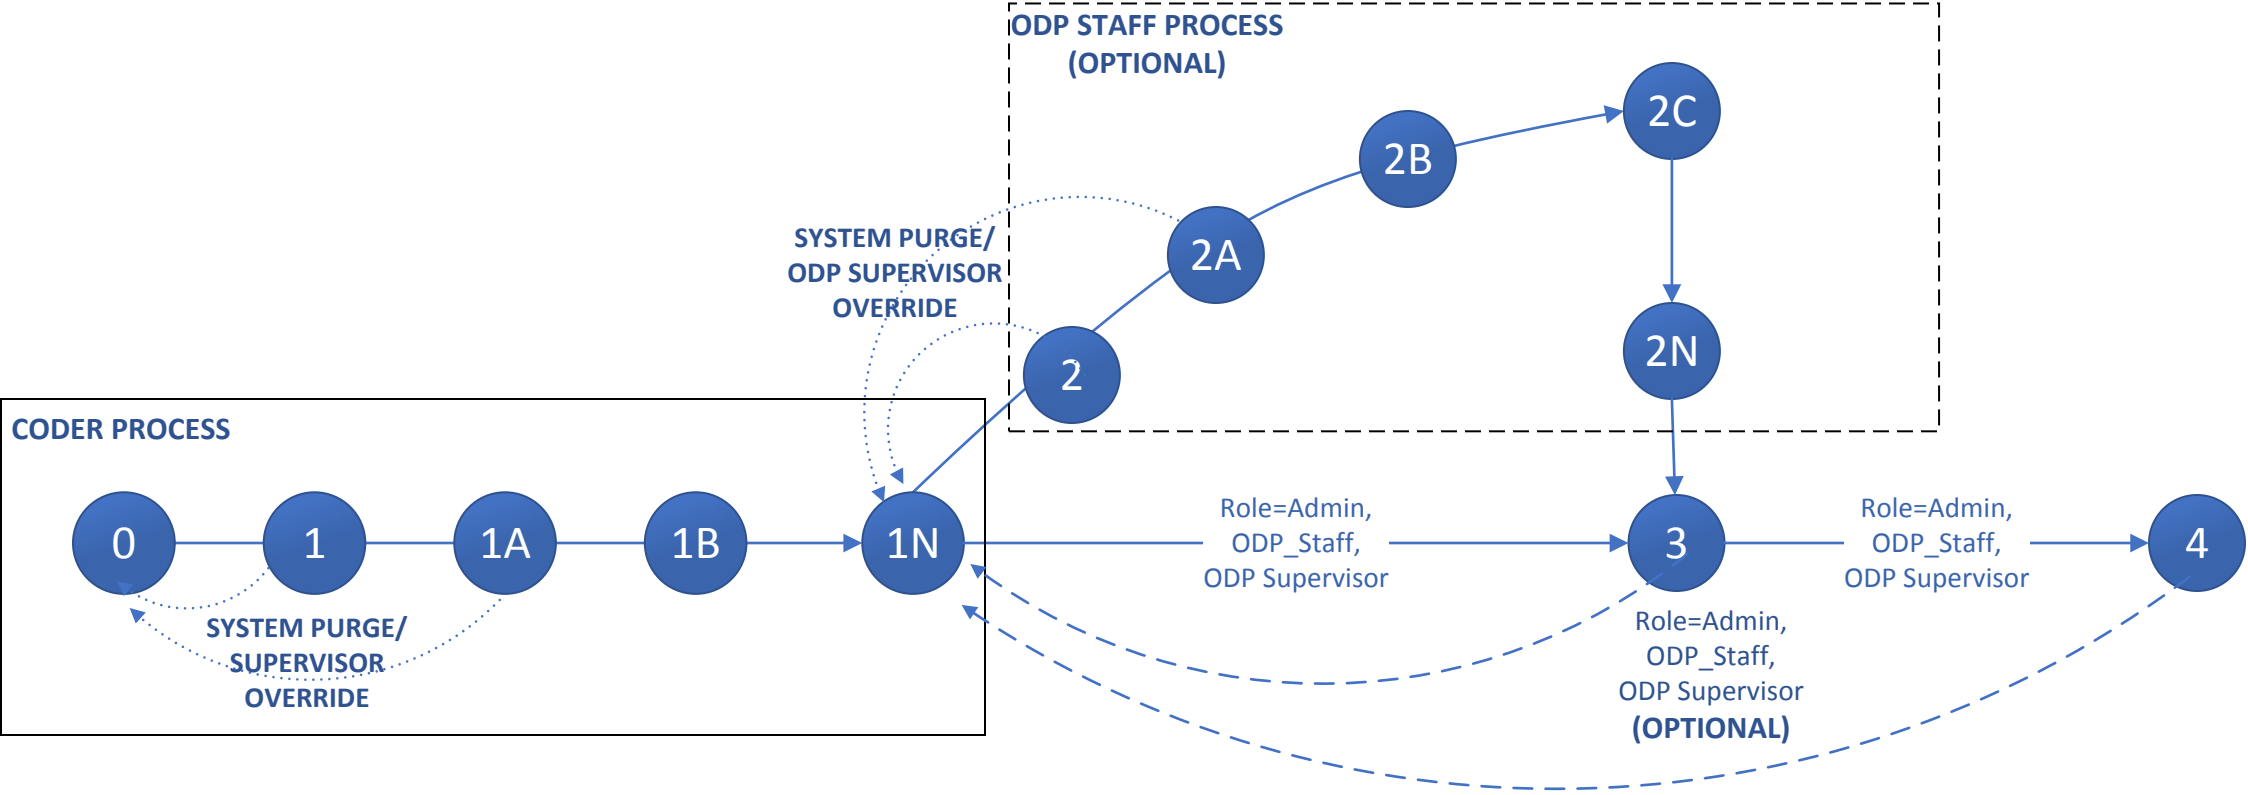 ODP STAFF PROCESS
(OPTIONAL)
2C
2B
2A
SYSTEM PURGE/
ODP SUPERVISOR
OVERRIDE
2N
2
CODER PROCESS
0
1
1A
1B
1N
Role=Admin,
ODP_Staff,
ODP Supervisor
3
Role=Admin,
ODP_Staff,
ODP Supervisor
4
SYSTEM PURGE/
SUPERVISOR
OVERRIDE
Role=Admin,
ODP_Staff,
ODP Supervisor
(OPTIONAL)